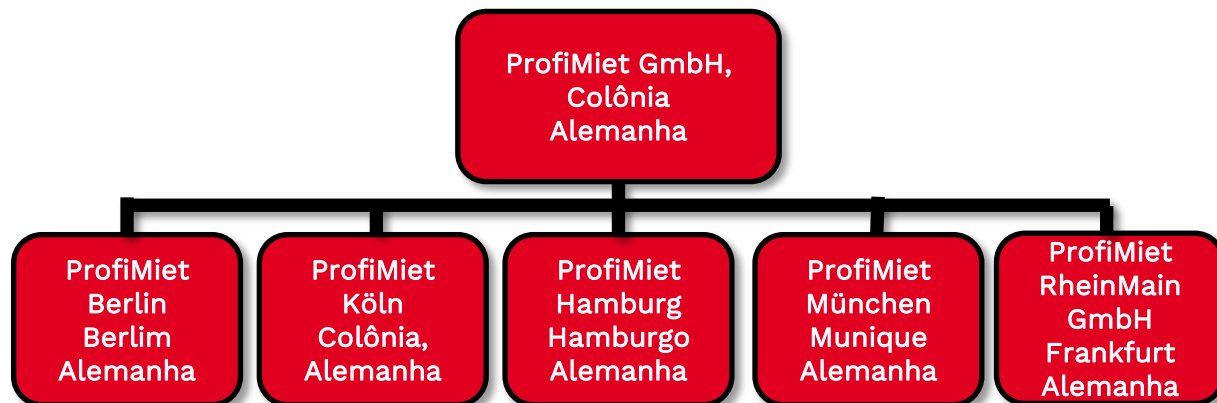 ProfiMiet GmbH,
Colônia
Alemanha
ProfiMiet
Berlin
Berlim
Alemanha
ProfiMiet
Köln
Colônia,
Alemanha
ProfiMiet
Hamburg
Hamburgo
Alemanha
ProfiMiet
München
Munique
Alemanha
ProfiMiet
RheinMain
GmbH
Frankfurt
Alemanha